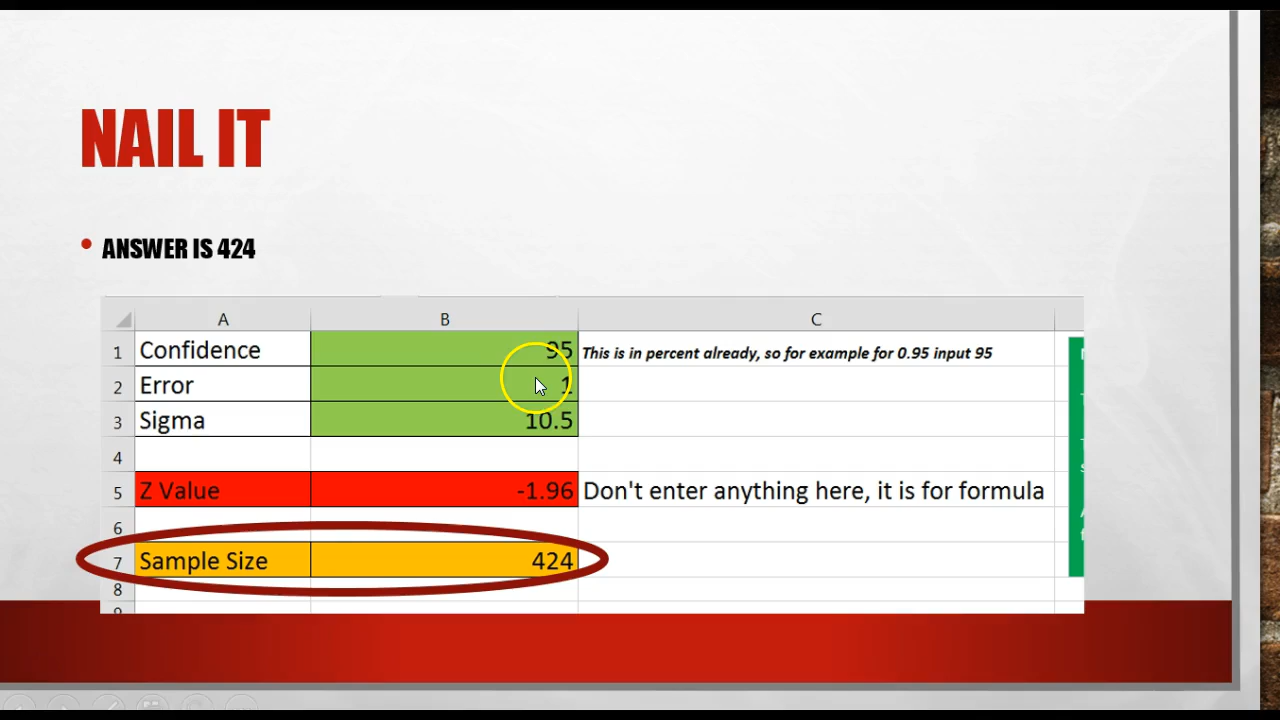 NAIL IT
• ANSWER IS 424
A B C
1 Confidence 95 This is in percent already, so for example for 0.95 input 95
2 Error 1
3 Sigma 10.5
4
5 Z Value -1.96 Don't enter anything here, it is for formula
6
7 Sample Size 424
8